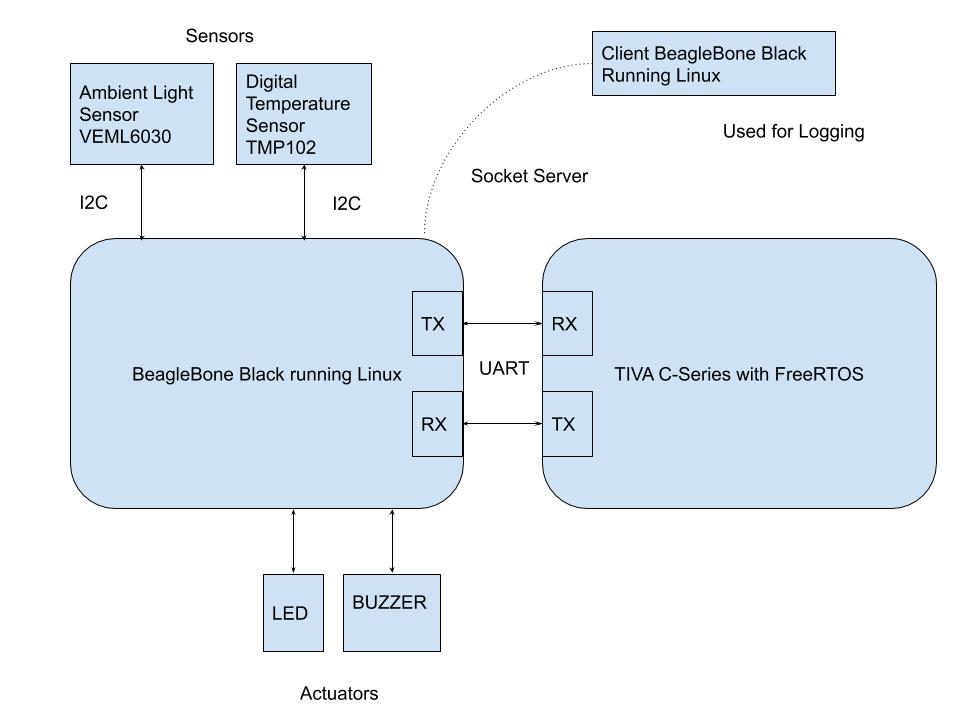 Sensors
Client BeagleBone Black
Running Linux
Ambient Light
Sensor
VEML6030
Digital
Temperature
Sensor
TMP102
Used for Logging
Socket Server
I2C
I2C
TX
RX
BeagleBone Black running Linux
UART
TIVA C-Series with FreeRTOS
RX
TX
LED
BUZZER
Actuators